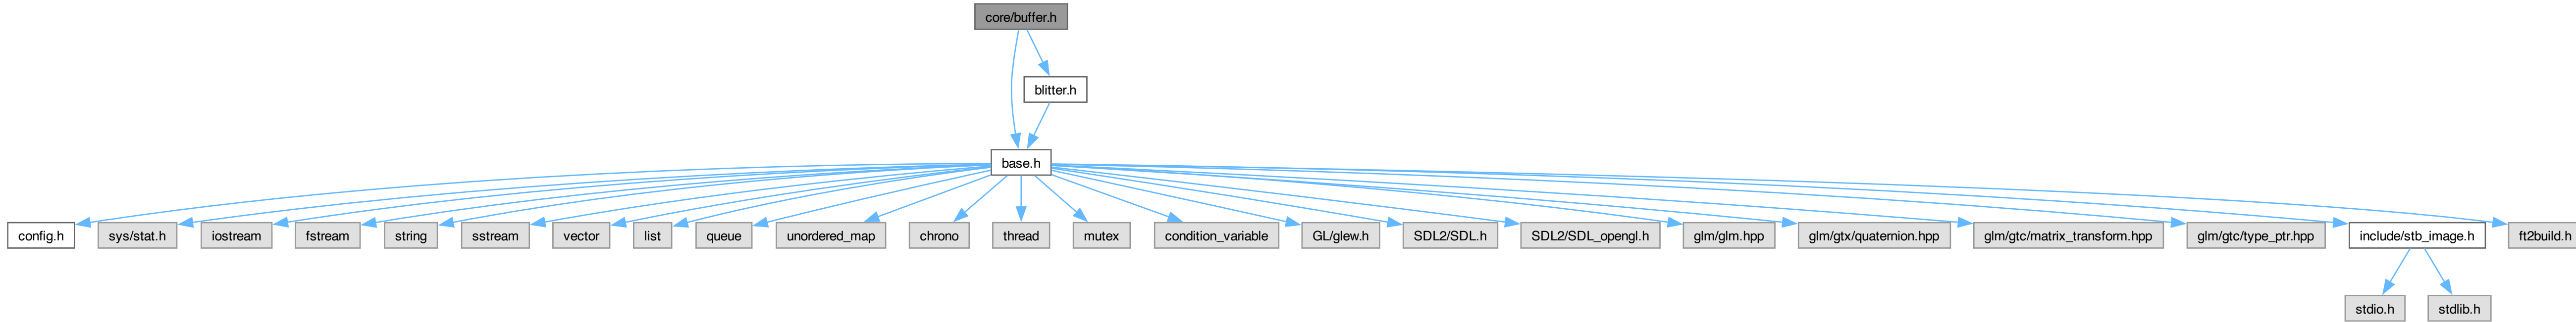 core/buffer.h
blitter.h
base.h
config.h
sys/stat.h
iostream
fstream
string
sstream
vector
list
queue
unordered_map
chrono
thread
mutex
condition_variable
GL/glew.h
SDL2/SDL.h
SDL2/SDL_opengl.h
glm/glm.hpp
glm/gtx/quaternion.hpp
glm/gtc/matrix_transform.hpp
glm/gtc/type_ptr.hpp
include/stb_image.h
ft2build.h
stdio.h
stdlib.h